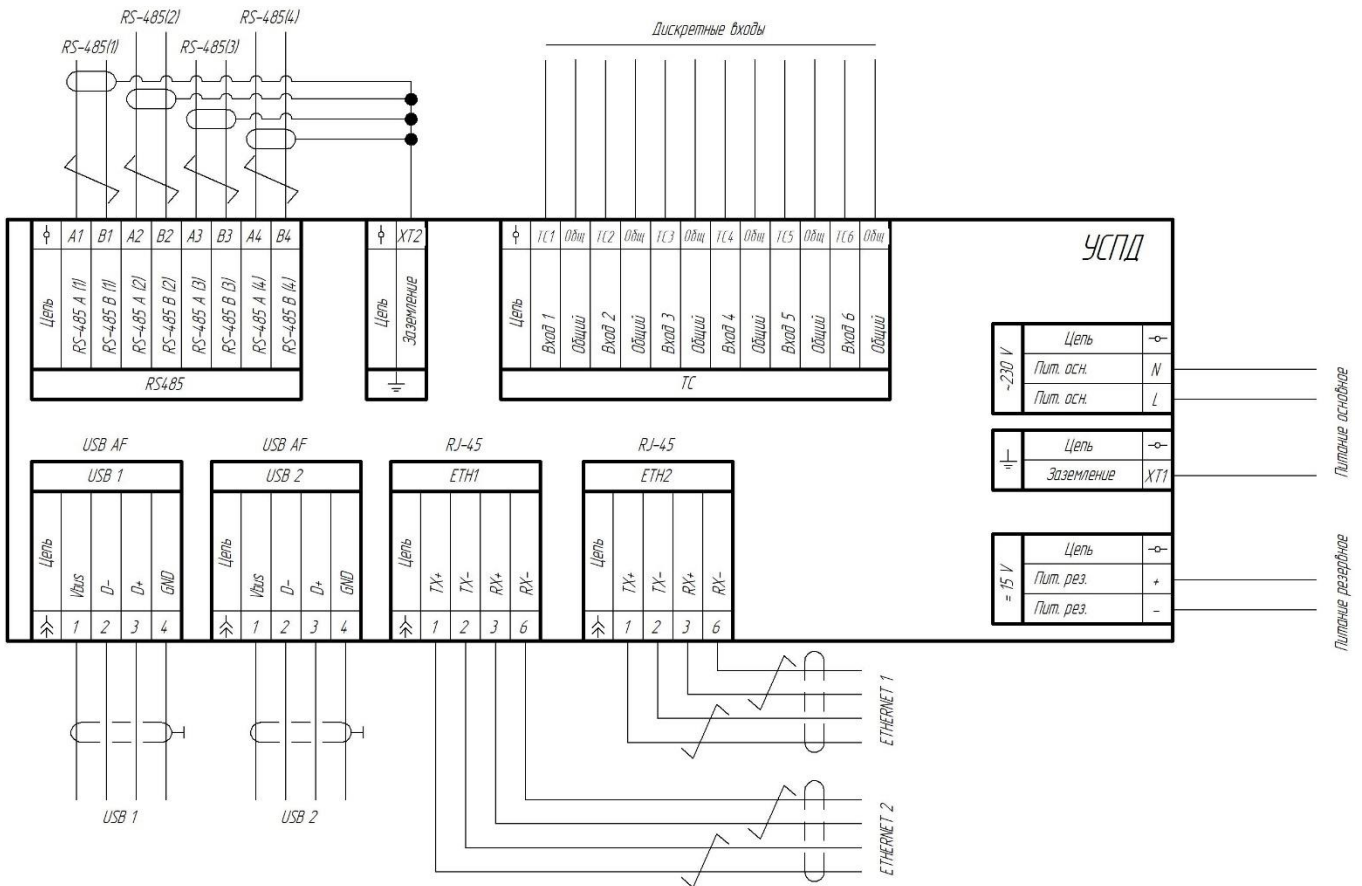 RS-485(2) RS-485(4)
RS-485(1) RS-485(3)
Дискретные входы
A1 B1 A2 B2 A3 B3 A4 B4
Цепь
RS-485 A (1)
RS-485 B (1)
RS-485 A (2)
RS-485 B (2)
RS-485 A (3)
RS-485 B (3)
RS-485 A (4)
RS-485 B (4)
RS485
XT2
Цепь
Заземление
TC1 Общ TC2 Общ TC3 Общ TC4 Общ TC5 Общ TC6 Общ
Цепь
Вход 1
Общий
Вход 2
Общий
Вход 3
Общий
Вход 4
Общий
Вход 5
Общий
Вход 6
Общий
TC
УСПД
~230 V
Цепь
Пит. осн. N
Пит. осн. L
Питание основное
Цепь
Заземление XT1
= 15 V
Цепь
Пит. рез. +
Пит. рез. –
Питание резервное
USB AF
USB 1
Цепь
Vbus
D-
D+
GND
1 2 3 4
USB 1
USB AF
USB 2
Цепь
Vbus
D-
D+
GND
1 2 3 4
USB 2
RJ-45
ETH1
Цепь
TX+
TX-
RX+
RX-
1 2 3 6
RJ-45
ETH2
Цепь
TX+
TX-
RX+
RX-
1 2 3 6
ETHERNET 1
ETHERNET 2